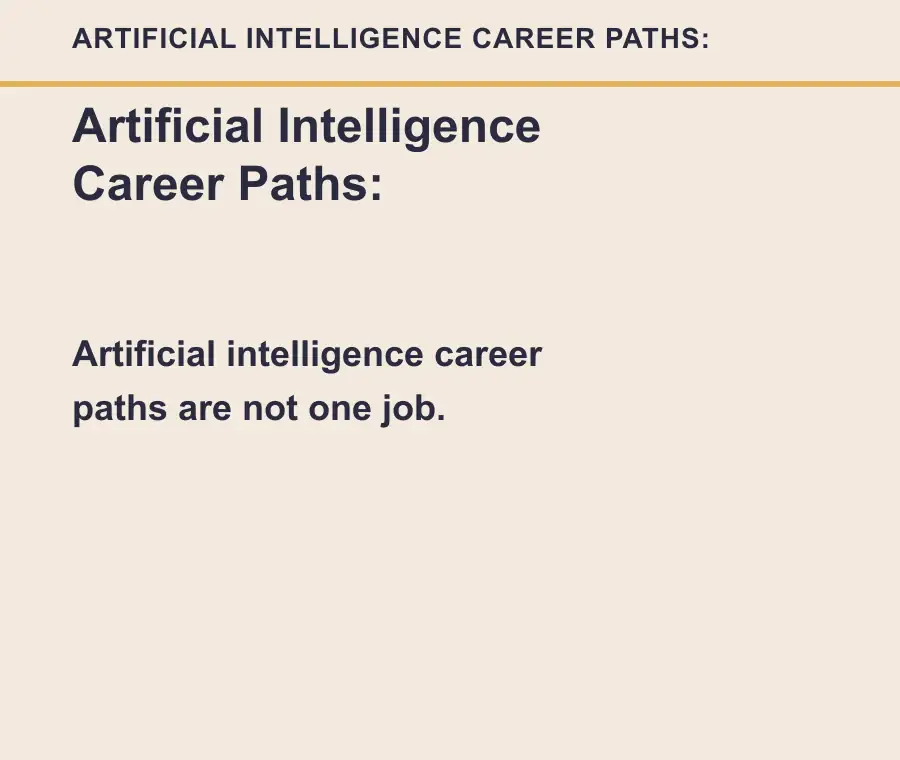 ARTIFICIAL INTELLIGENCE CAREER PATHS:
Artificial Intelligence
Career Paths:
Artificial intelligence career
paths are not one job.